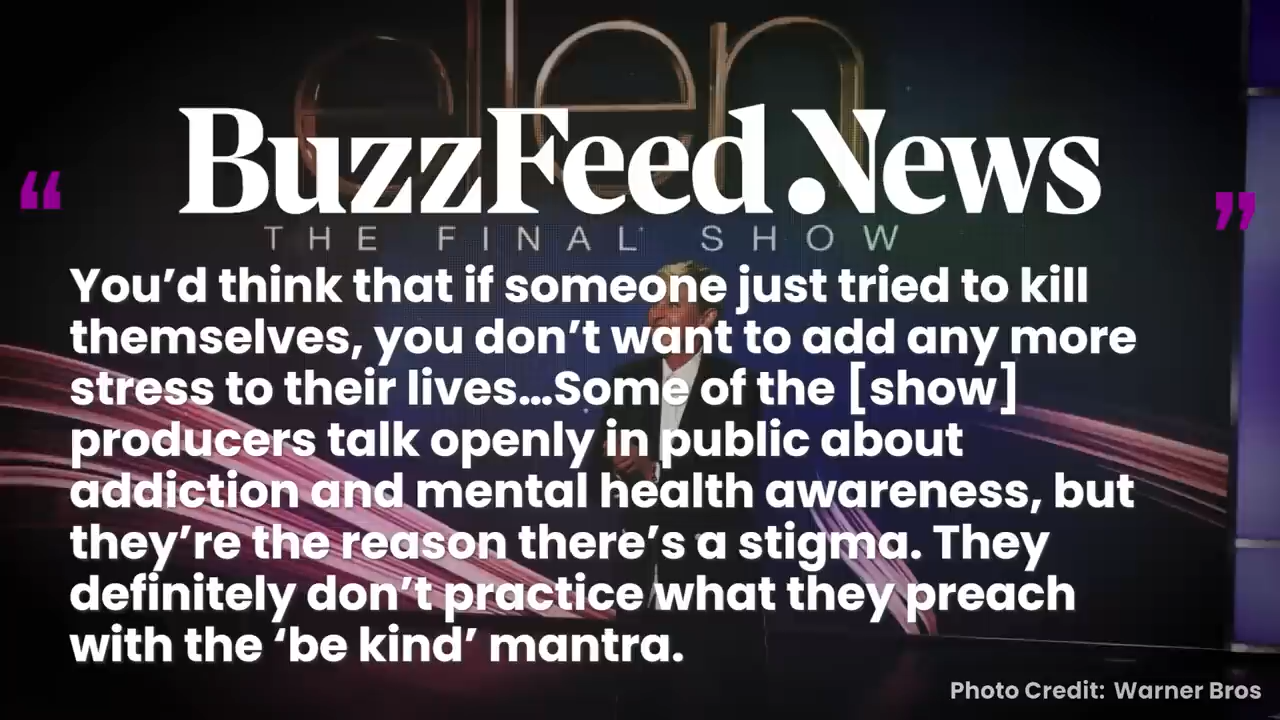 ellen
BuzzFeed News
THE FINAL SHOW
“
”
You’d think that if someone just tried to kill
themselves, you don’t want to add any more
stress to their lives…Some of the [show]
producers talk openly in public about
addiction and mental health awareness, but
they’re the reason there’s a stigma. They
definitely don’t practice what they preach
with the ‘be kind’ mantra.
Photo Credit: Warner Bros